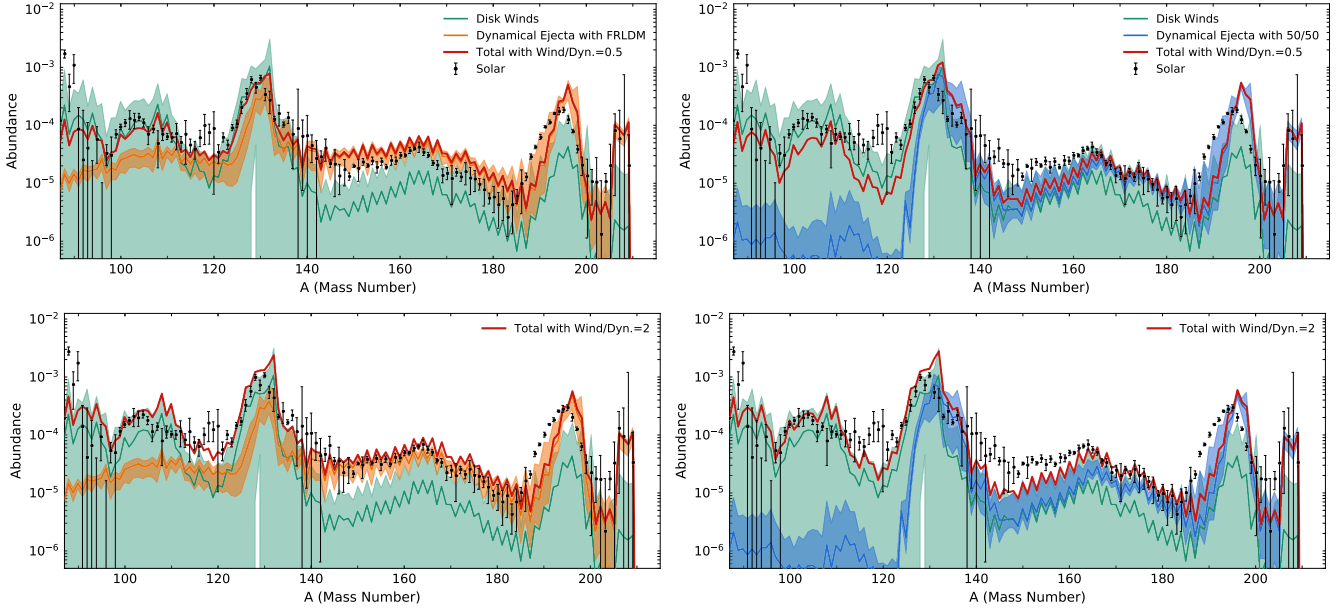 10⁻²
10⁻³
10⁻⁴
10⁻⁵
10⁻⁶
Abundance
Disk Winds
Dynamical Ejecta with FRLDM
Total with Wind/Dyn.=0.5
Solar
100 120 140 160 180 200
A (Mass Number)
10⁻²
10⁻³
10⁻⁴
10⁻⁵
10⁻⁶
Abundance
Disk Winds
Dynamical Ejecta with 50/50
Total with Wind/Dyn.=0.5
Solar
100 120 140 160 180 200
A (Mass Number)
10⁻²
10⁻³
10⁻⁴
10⁻⁵
10⁻⁶
Abundance
Total with Wind/Dyn.=2
100 120 140 160 180 200
A (Mass Number)
10⁻²
10⁻³
10⁻⁴
10⁻⁵
10⁻⁶
Abundance
Total with Wind/Dyn.=2
100 120 140 160 180 200
A (Mass Number)